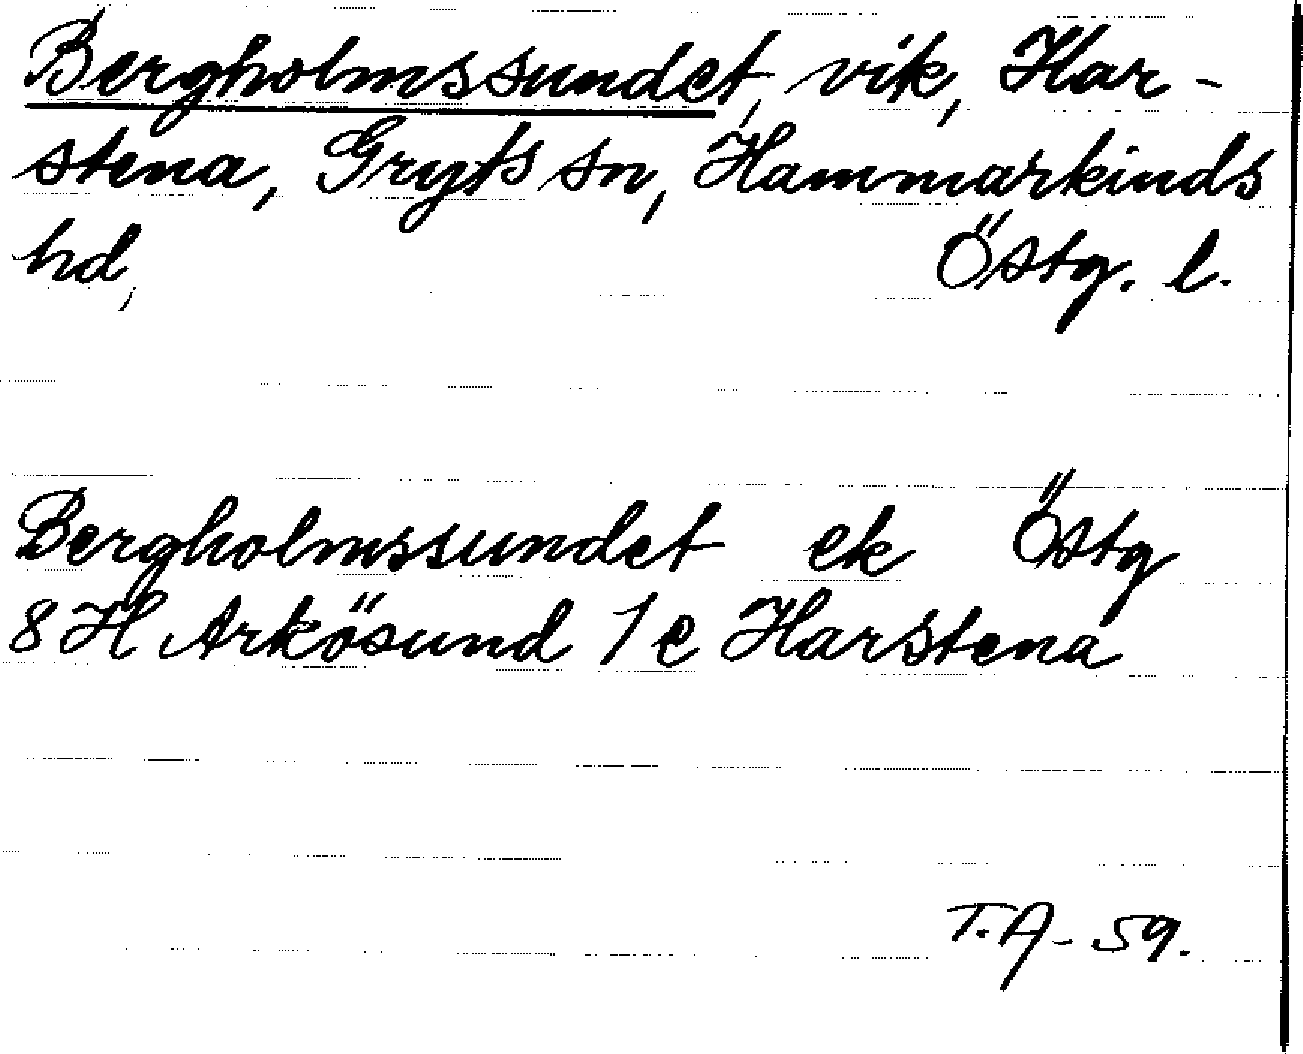 Bergholmssundet, vik, Har-
stena, Gryts sn, Hammarkinds
hd, Östg. l.
Bergholmssundet ek Östg
8 H Arkösund 1 c Harstena
T.A - 59.